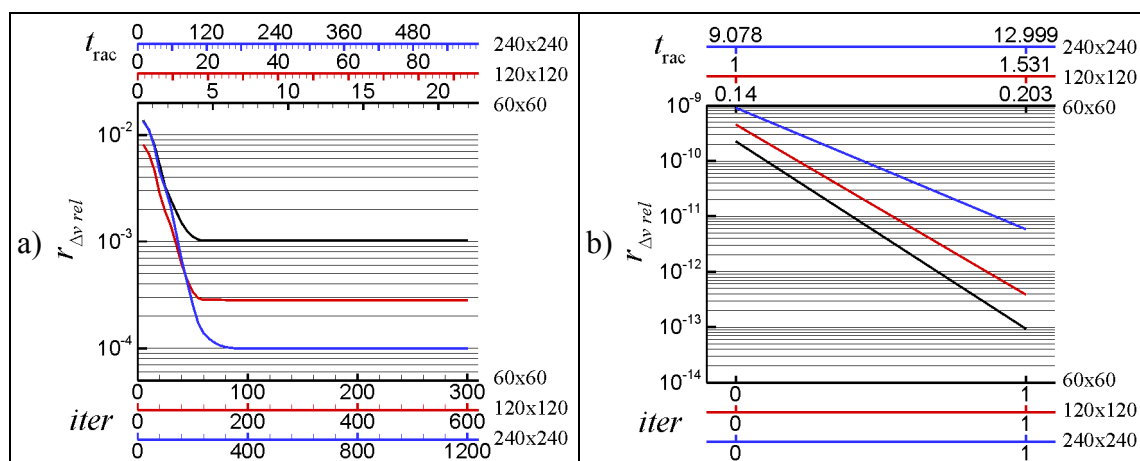 a)
t rac
0 120 240 360 480
240x240
0 20 40 60 80
120x120
0 5 10 15 20
60x60
10-2
10-3
10-4
r Δv rel
60x60
0 100 200 300
iter
120x120
0 200 400 600
240x240
0 400 800 1200
b)
t rac
9.078 12.999
240x240
1 1.531
120x120
0.14 0.203
60x60
10-9
10-10
10-11
10-12
10-13
10-14
r Δv rel
60x60
0 1
iter
120x120
0 1
240x240
0 1